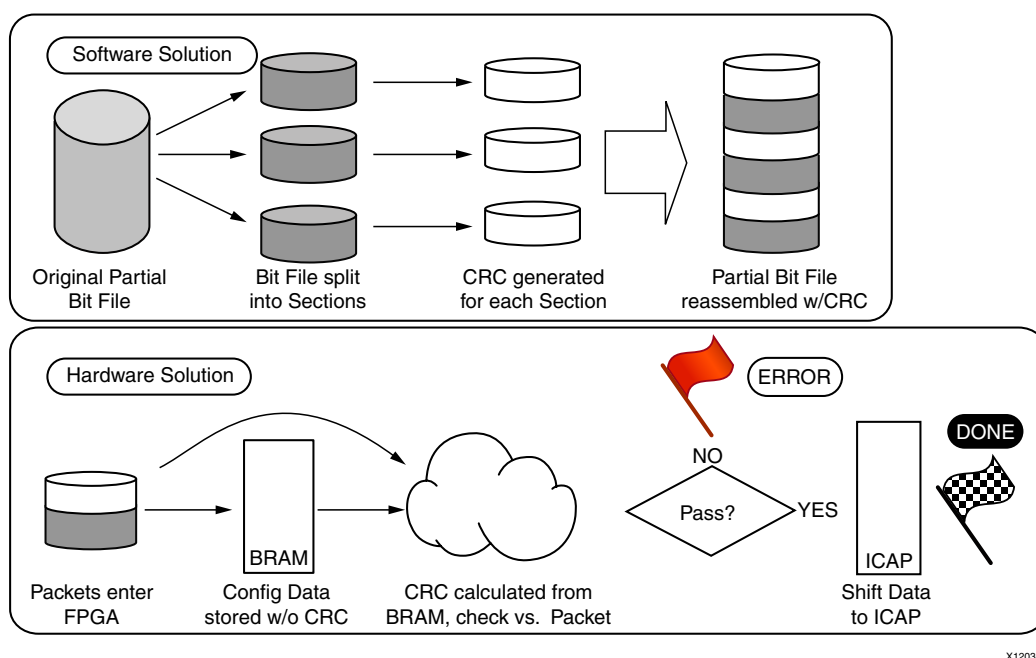 Software Solution
Original Partial
Bit File
Bit File split
into Sections
CRC generated
for each Section
Partial Bit File
reassembled w/CRC
Hardware Solution
ERROR
DONE
NO
Pass?
YES
BRAM
ICAP
Packets enter
FPGA
Config Data
stored w/o CRC
CRC calculated from
BRAM, check vs. Packet
Shift Data
to ICAP